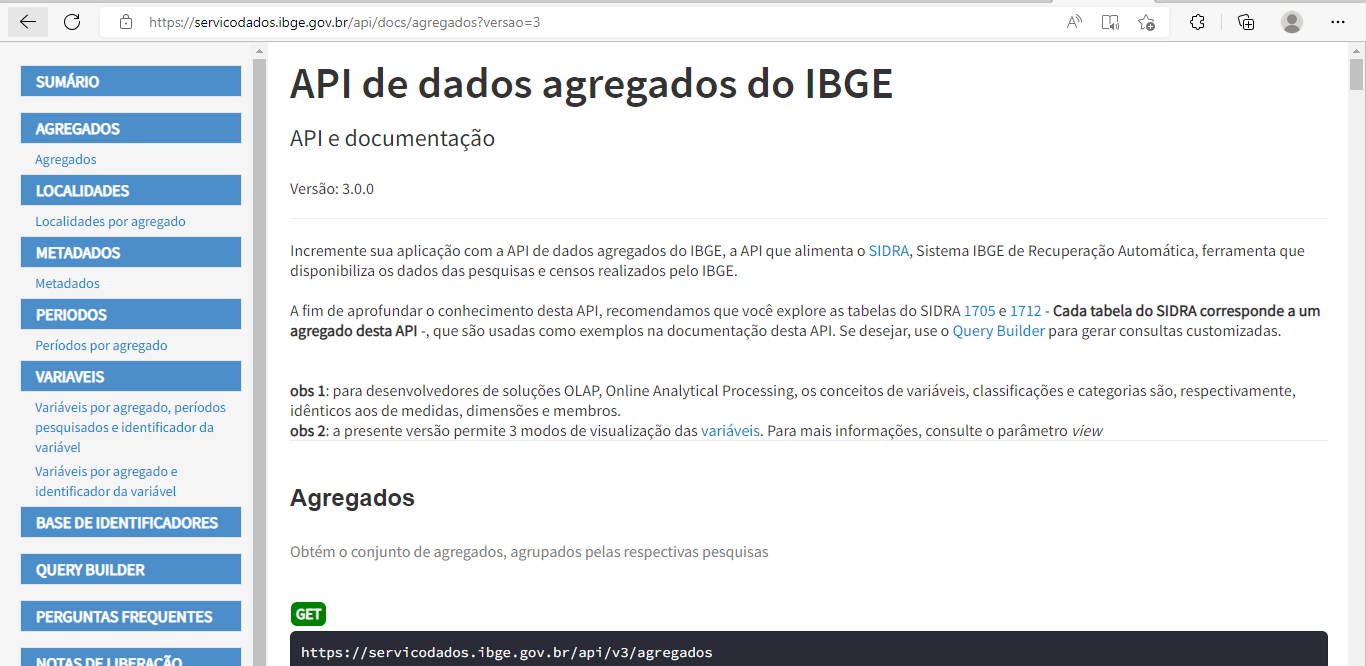 https://servicodados.ibge.gov.br/api/docs/agregados?versao=3
SUMÁRIO
AGREGADOS
Agregados
LOCALIDADES
Localidades por agregado
METADADOS
Metadados
PERIODOS
Períodos por agregado
VARIAVEIS
Variáveis por agregado, períodos
pesquisados e identificador da
variável
Variáveis por agregado e
identificador da variável
BASE DE IDENTIFICADORES
QUERY BUILDER
PERGUNTAS FREQUENTES
NOTAS DE LIBERAÇÃO
API de dados agregados do IBGE
API e documentação
Versão: 3.0.0
Incremente sua aplicação com a API de dados agregados do IBGE, a API que alimenta o SIDRA, Sistema IBGE de Recuperação Automática, ferramenta que
disponibiliza os dados das pesquisas e censos realizados pelo IBGE.
A fim de aprofundar o conhecimento desta API, recomendamos que você explore as tabelas do SIDRA 1705 e 1712 - Cada tabela do SIDRA corresponde a um
agregado desta API -, que são usadas como exemplos na documentação desta API. Se desejar, use o Query Builder para gerar consultas customizadas.
obs 1: para desenvolvedores de soluções OLAP, Online Analytical Processing, os conceitos de variáveis, classificações e categorias são, respectivamente,
idênticos aos de medidas, dimensões e membros.
obs 2: a presente versão permite 3 modos de visualização das variáveis. Para mais informações, consulte o parâmetro view
Agregados
Obtém o conjunto de agregados, agrupados pelas respectivas pesquisas
GET
https://servicodados.ibge.gov.br/api/v3/agregados